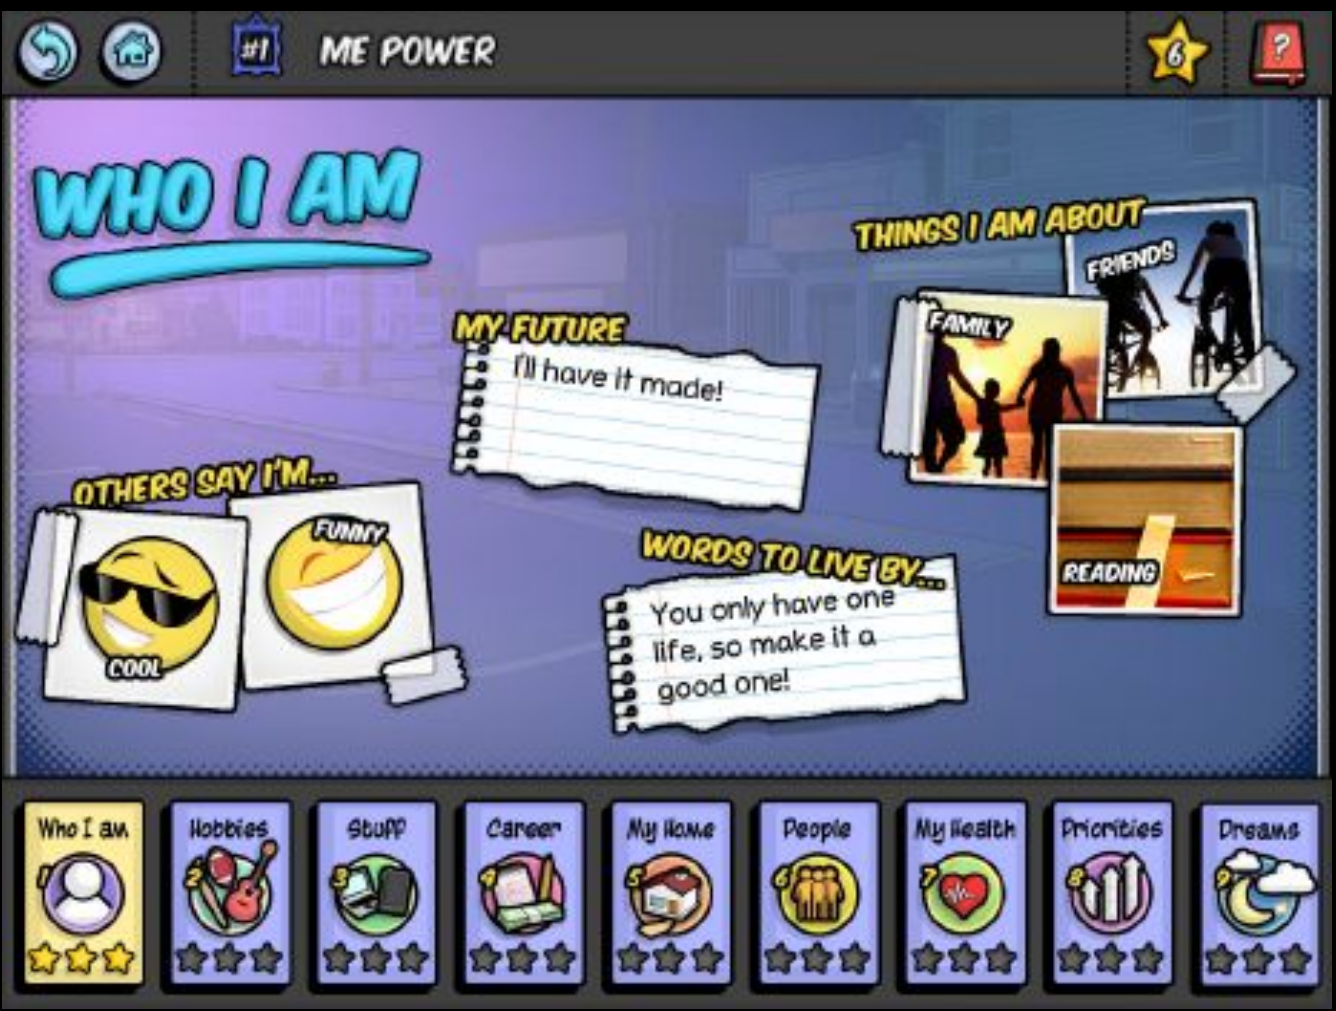 #1 ME POWER 6 ?
WHO I AM
THINGS I AM ABOUT
FRIENDS
FAMILY
READING
MY FUTURE
I'll have it made!
OTHERS SAY I'M...
COOL
FUNNY
WORDS TO LIVE BY...
You only have one
life, so make it a
good one!
Who I am Hobbies Stuff Career My Home People My Health Priorities Dreams
1 2 3 4 5 6 7 8 9